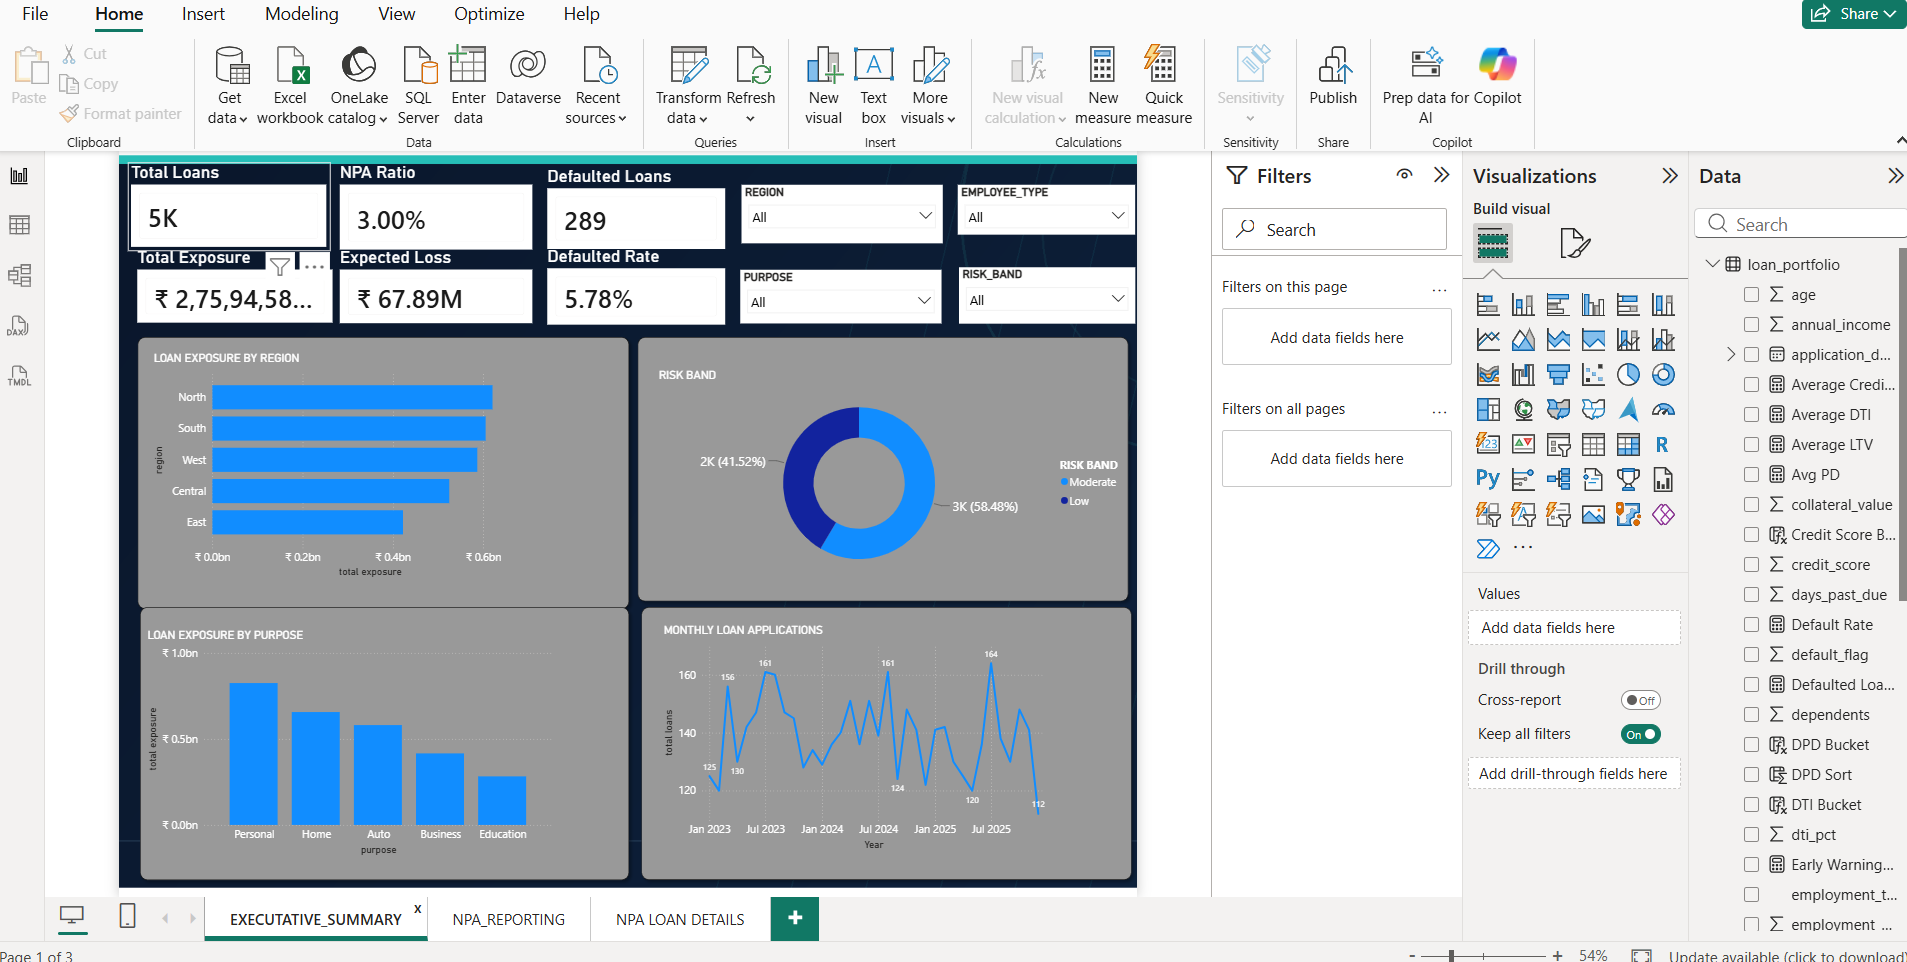 File Home Insert Modeling View Optimize Help
Share
Paste
Cut
Copy
Format painter
Clipboard
Get data
Excel workbook
OneLake catalog
SQL Server
Enter data
Dataverse
Recent sources
Data
Transform data
Refresh
Queries
New visual
Text box
More visuals
Insert
New visual calculation
New measure
Quick measure
Calculations
Sensitivity
Sensitivity
Publish
Share
Prep data for AI
Copilot
Copilot
DAX
TMDL
Total Loans
5K
NPA Ratio
3.00%
Defaulted Loans
289
REGION
All
EMPLOYEE_TYPE
All
Total Exposure
₹ 2,75,94,58...
Expected Loss
₹ 67.89M
Defaulted Rate
5.78%
PURPOSE
All
RISK_BAND
All
LOAN EXPOSURE BY REGION
region
North
South
West
Central
East
₹ 0.0bn ₹ 0.2bn ₹ 0.4bn ₹ 0.6bn
total exposure
RISK BAND
2K (41.52%)
3K (58.48%)
RISK BAND
Moderate
Low
LOAN EXPOSURE BY PURPOSE
total exposure
₹ 1.0bn
₹ 0.5bn
₹ 0.0bn
Personal Home Auto Business Education
purpose
MONTHLY LOAN APPLICATIONS
total loans
160
140
120
125
156
130
161
161
124
120
164
112
Jan 2023 Jul 2023 Jan 2024 Jul 2024 Jan 2025 Jul 2025
Year
Filters
Search
Filters on this page ...
Add data fields here
Filters on all pages ...
Add data fields here
Visualizations
Build visual
123
R
Py
...
Values
Add data fields here
Drill through
Cross-report Off
Keep all filters On
Add drill-through fields here
Data
Search
loan_portfolio
age
annual_income
application_d...
Average Credi...
Average DTI
Average LTV
Avg PD
collateral_value
Credit Score B...
credit_score
days_past_due
Default Rate
default_flag
Defaulted Loa...
dependents
DPD Bucket
DPD Sort
DTI Bucket
dti_pct
Early Warning...
employment_t...
employment_...
EXECUTATIVE_SUMMARY x
NPA_REPORTING
NPA LOAN DETAILS
+
Page 1 of 3
- + 54%
Update available (click to download)